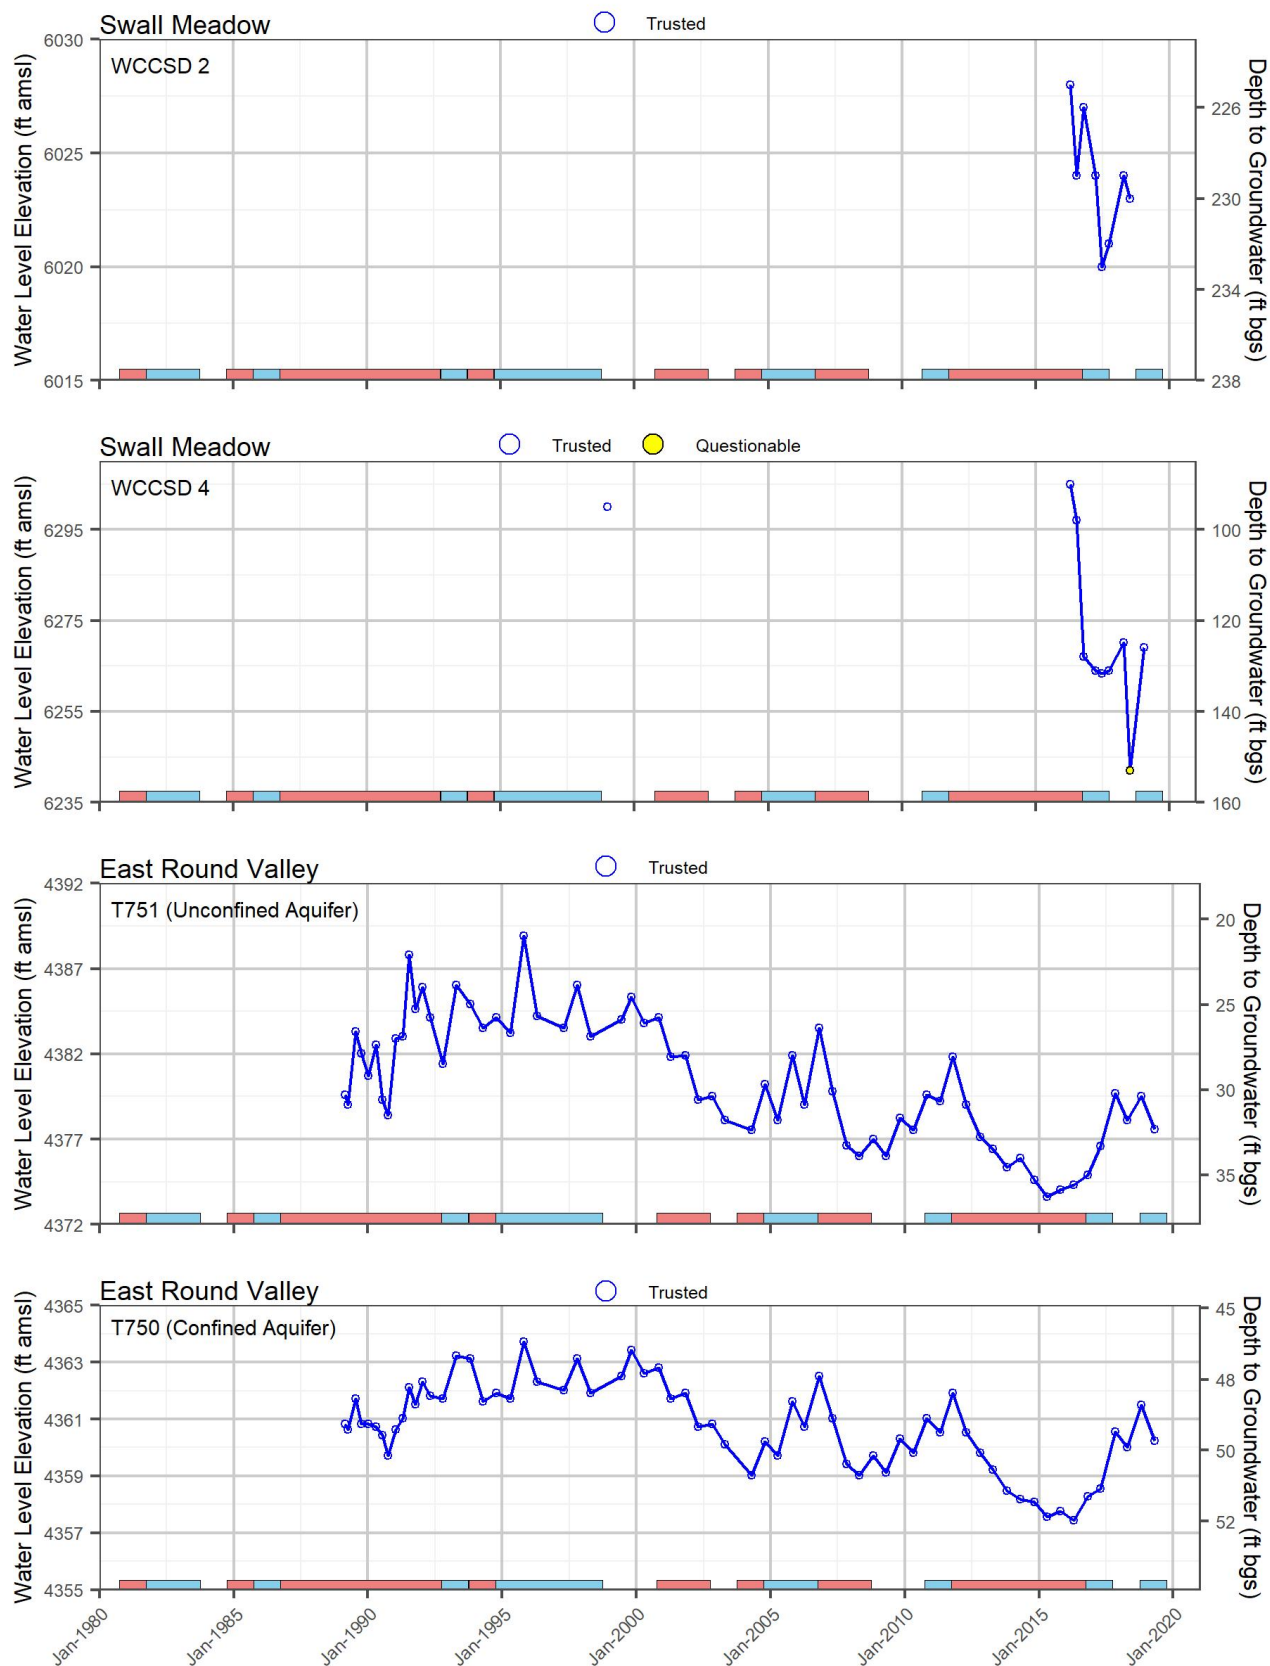 Swall Meadow
Trusted
WCCSD 2
Water Level Elevation (ft amsl)
6030
6025
6020
6015
226
230
234
238
Depth to Groundwater (ft bgs)
Swall Meadow
Trusted
Questionable
WCCSD 4
Water Level Elevation (ft amsl)
6295
6275
6255
6235
100
120
140
160
Depth to Groundwater (ft bgs)
East Round Valley
Trusted
T751 (Unconfined Aquifer)
Water Level Elevation (ft amsl)
4392
4387
4382
4377
4372
20
25
30
35
Depth to Groundwater (ft bgs)
East Round Valley
Trusted
T750 (Confined Aquifer)
Water Level Elevation (ft amsl)
4365
4363
4361
4359
4357
4355
45
48
50
52
Depth to Groundwater (ft bgs)
Jan-1980
Jan-1985
Jan-1990
Jan-1995
Jan-2000
Jan-2005
Jan-2010
Jan-2015
Jan-2020